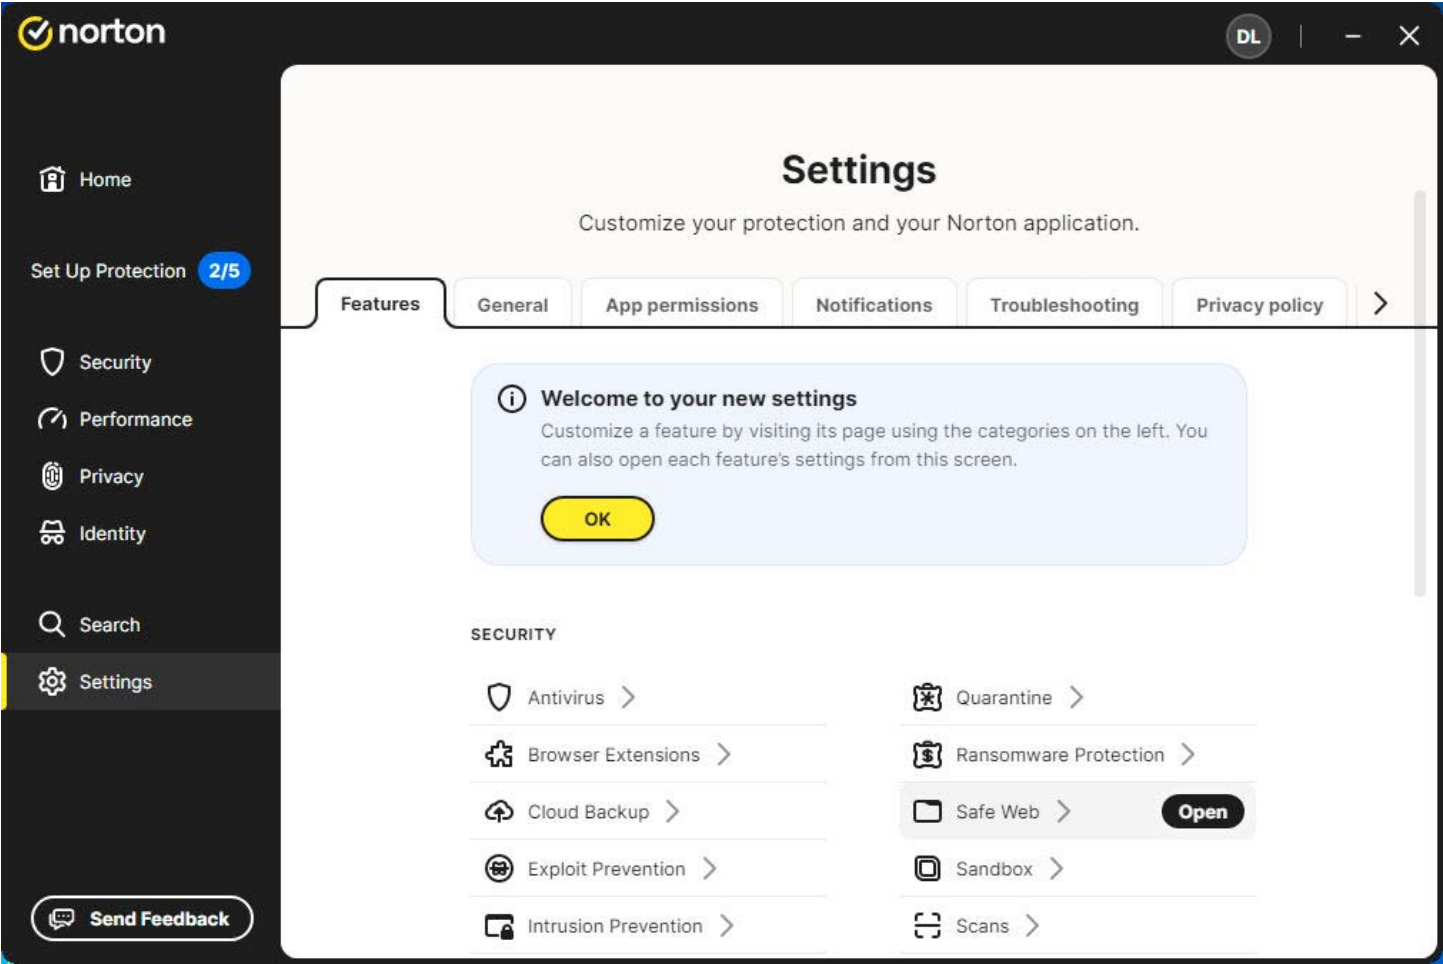 norton
DL
Home
Set Up Protection 2/5
Security
Performance
Privacy
Identity
Search
Settings
Send Feedback
Settings
Customize your protection and your Norton application.
Features General App permissions Notifications Troubleshooting Privacy policy
Welcome to your new settings
Customize a feature by visiting its page using the categories on the left. You
can also open each feature's settings from this screen.
OK
SECURITY
Antivirus
Browser Extensions
Cloud Backup
Exploit Prevention
Intrusion Prevention
Quarantine
Ransomware Protection
Safe Web Open
Sandbox
Scans